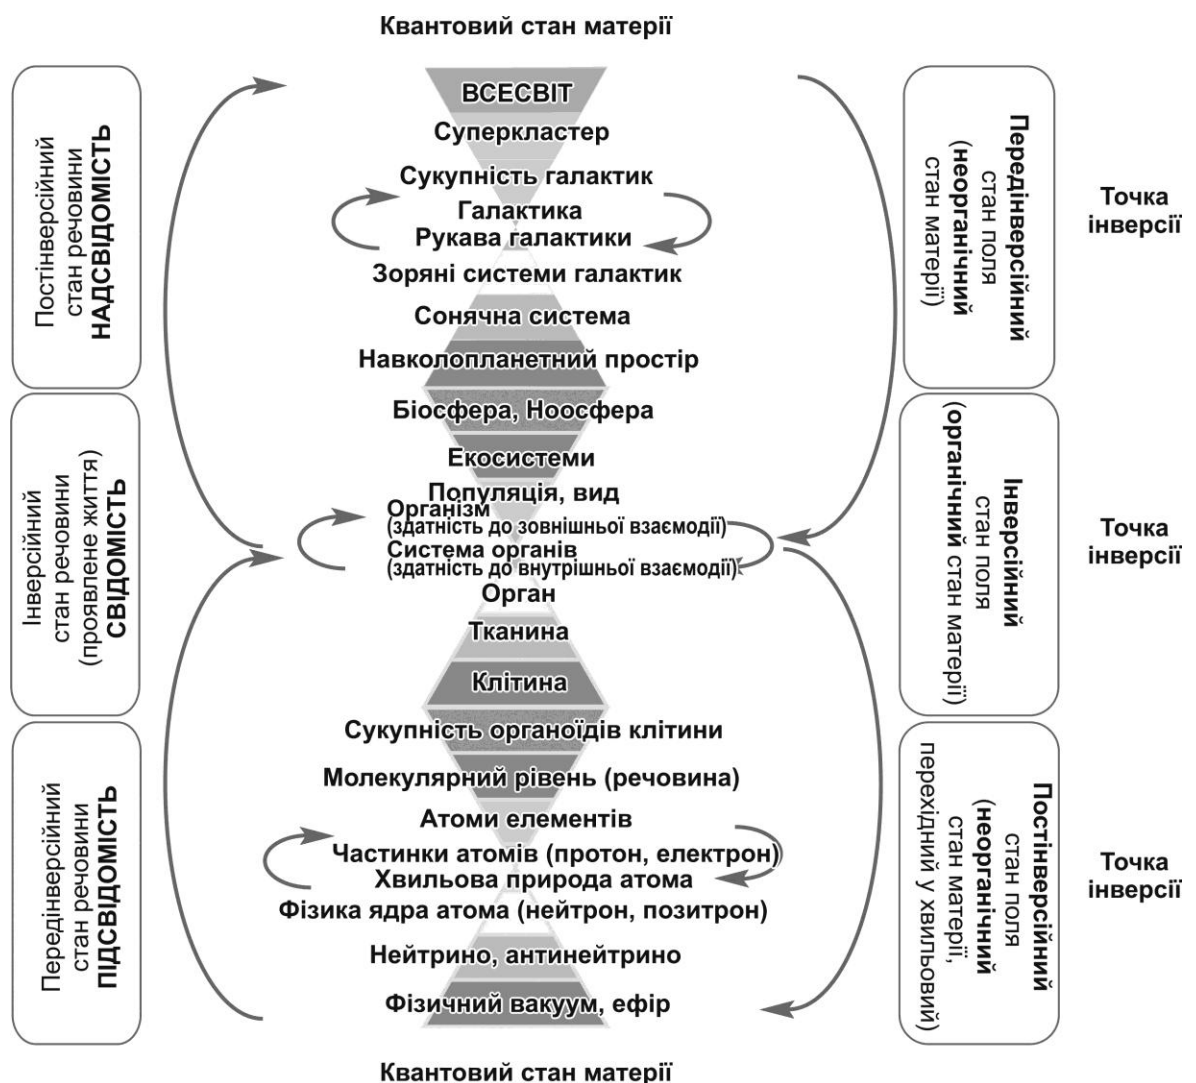 Квантовий стан матерії
Постінверсійний
стан речовини
НАДСВІДОМІСТЬ
Інверсійний
стан речовини
(проявлене життя)
СВІДОМІСТЬ
Передінверсійний
стан речовини
ПІДСВІДОМІСТЬ
ВСЕСВІТ
Суперкластер
Сукупність галактик
Галактика
Рукава галактики
Зоряні системи галактик
Сонячна система
Навколопланетний простір
Біосфера, Ноосфера
Екосистеми
Популяція, вид
Організм
(здатність до зовнішньої взаємодії)
Система органів
(здатність до внутрішньої взаємодії)
Орган
Тканина
Клітина
Сукупність органоїдів клітини
Молекулярний рівень (речовина)
Атоми елементів
Частинки атомів (протон, електрон)
Хвильова природа атома
Фізика ядра атома (нейтрон, позитрон)
Нейтрино, антинейтрино
Фізичний вакуум, ефір
Передінверсійний
стан поля
(неорганічний
стан матерії)
Інверсійний
стан поля
(органічний стан матерії)
Постінверсійний
стан поля
(неорганічний
стан матерії,
перехідний у хвильовий)
Точка
інверсії
Точка
інверсії
Точка
інверсії
Квантовий стан матерії